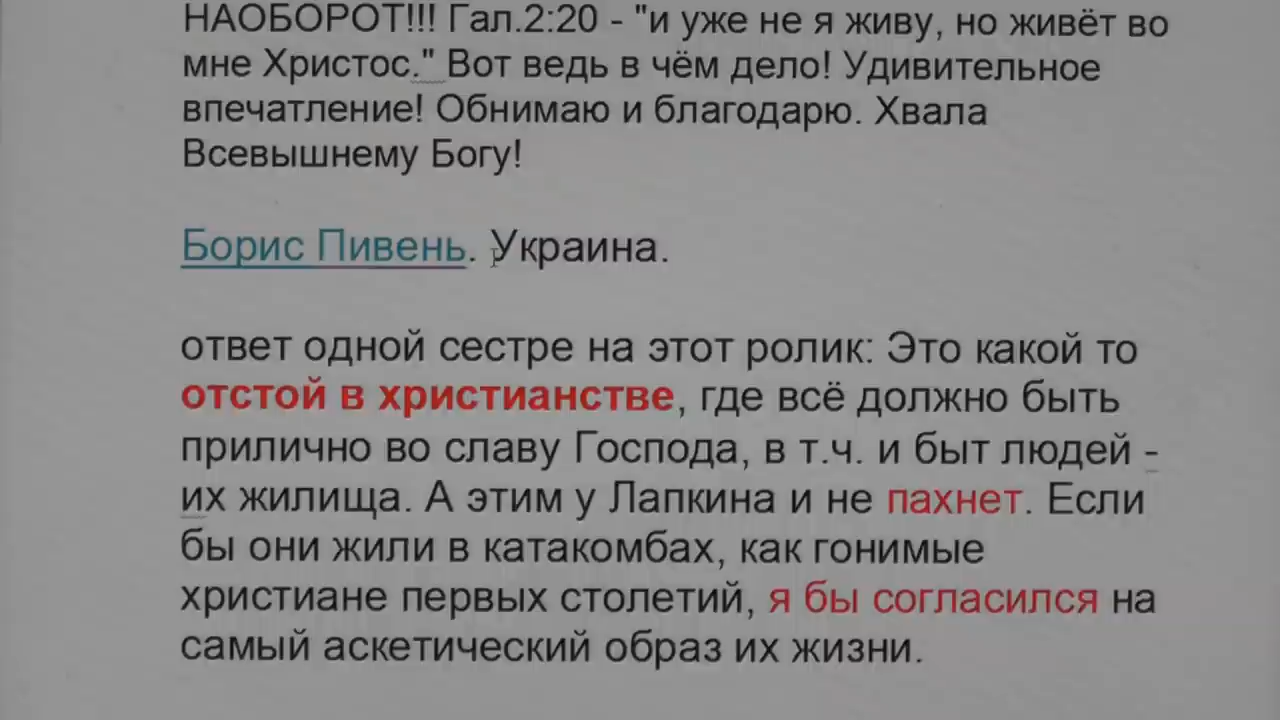 НАОБОРОТ!!! Гал.2:20 - "и уже не я живу, но живёт во
мне Христос." Вот ведь в чём дело! Удивительное
впечатление! Обнимаю и благодарю. Хвала
Всевышнему Богу!
Борис Пивень. Украина.
ответ одной сестре на этот ролик: Это какой то
отстой в христианстве, где всё должно быть
прилично во славу Господа, в т.ч. и быт людей -
их жилища. А этим у Лапкина и не пахнет. Если
бы они жили в катакомбах, как гонимые
христиане первых столетий, я бы согласился на
самый аскетический образ их жизни.